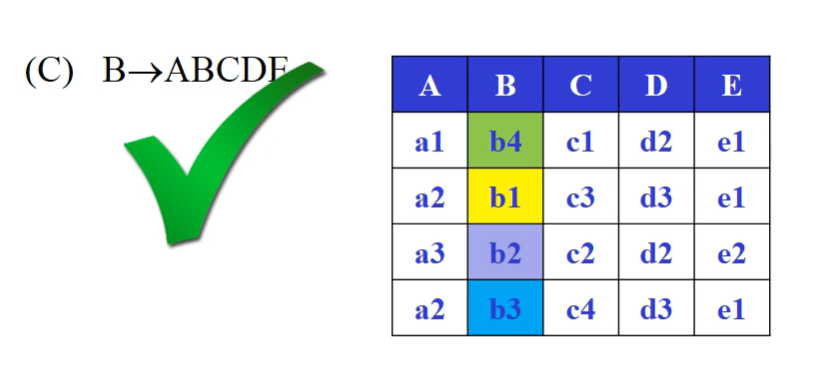 (C) B→ABCDE
A B C D E
a1 b4 c1 d2 e1
a2 b1 c3 d3 e1
a3 b2 c2 d2 e2
a2 b3 c4 d3 e1